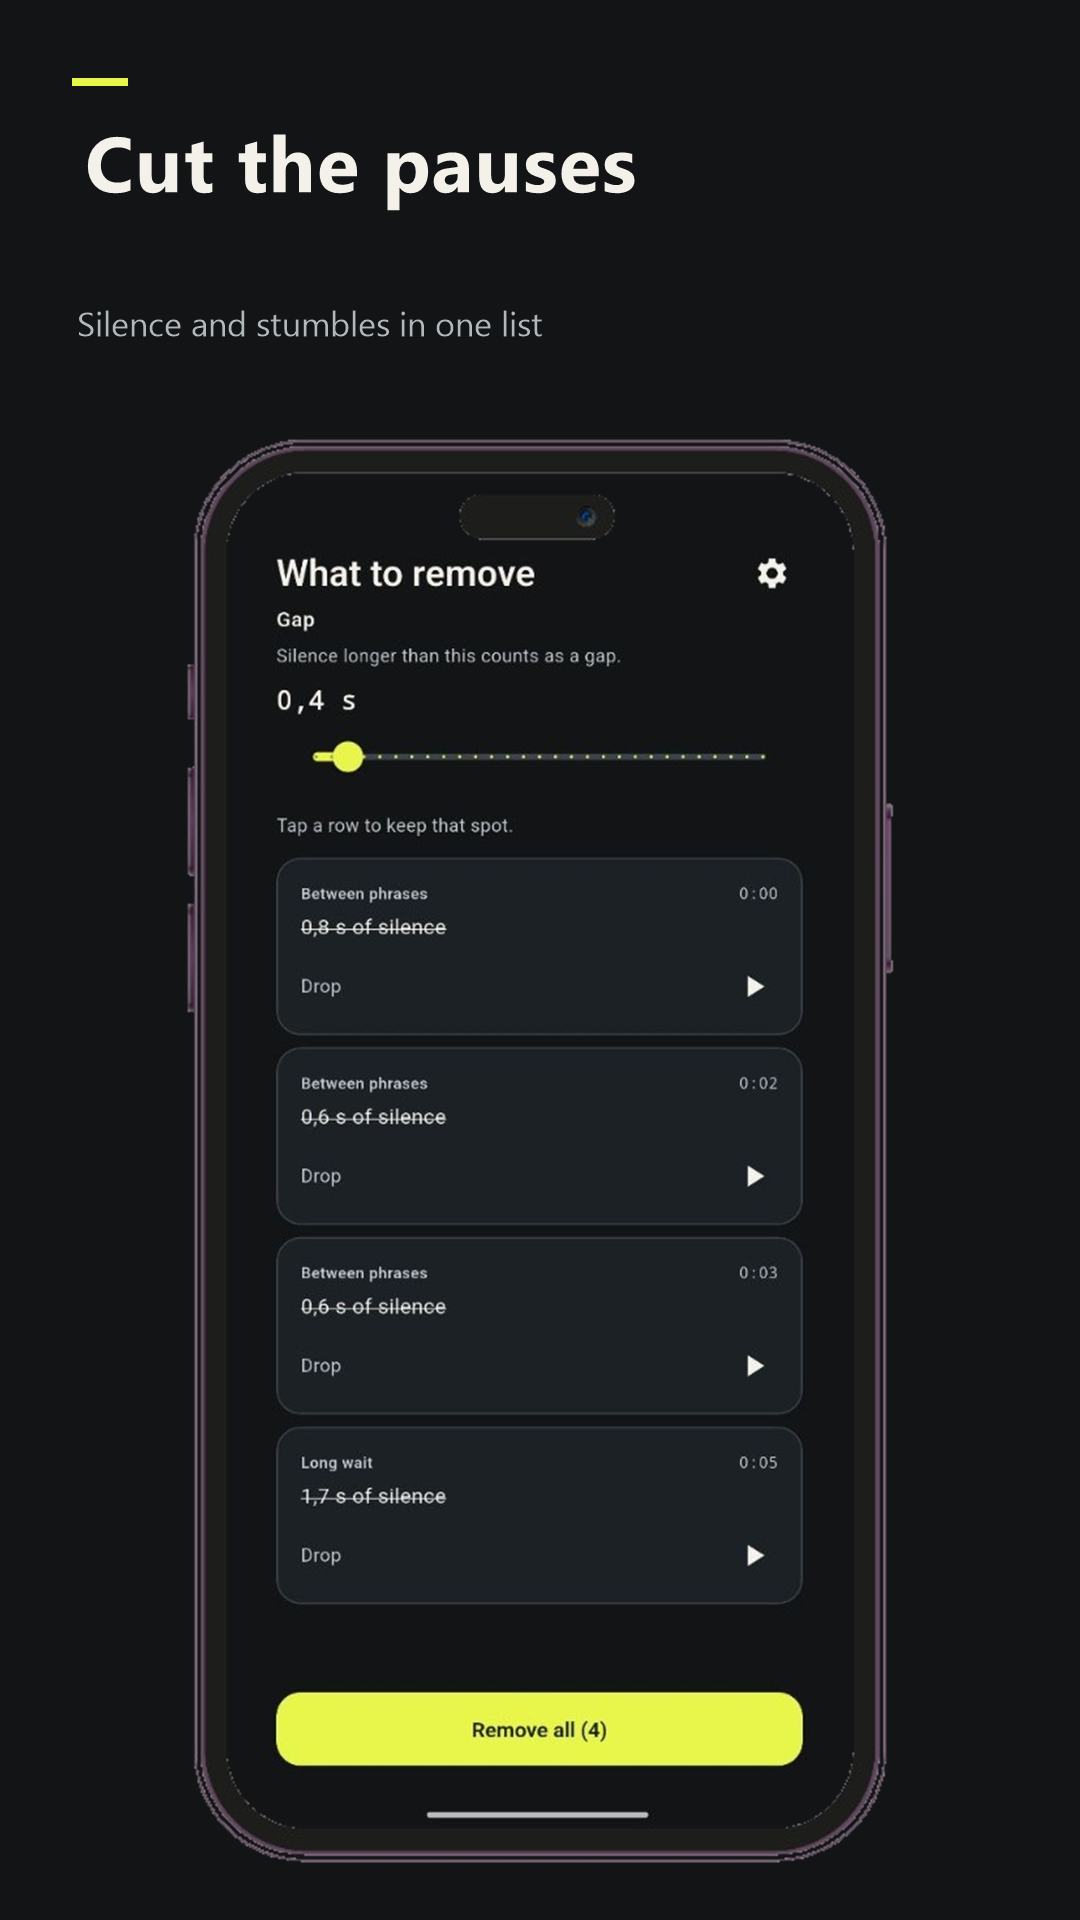 Cut the pauses
Silence and stumbles in one list
What to remove
Gap
Silence longer than this counts as a gap.
0,4 s
Tap a row to keep that spot.
Between phrases 0:00
0,8 s of silence
Drop
Between phrases 0:02
0,6 s of silence
Drop
Between phrases 0:03
0,6 s of silence
Drop
Long wait 0:05
1,7 s of silence
Drop
Remove all (4)